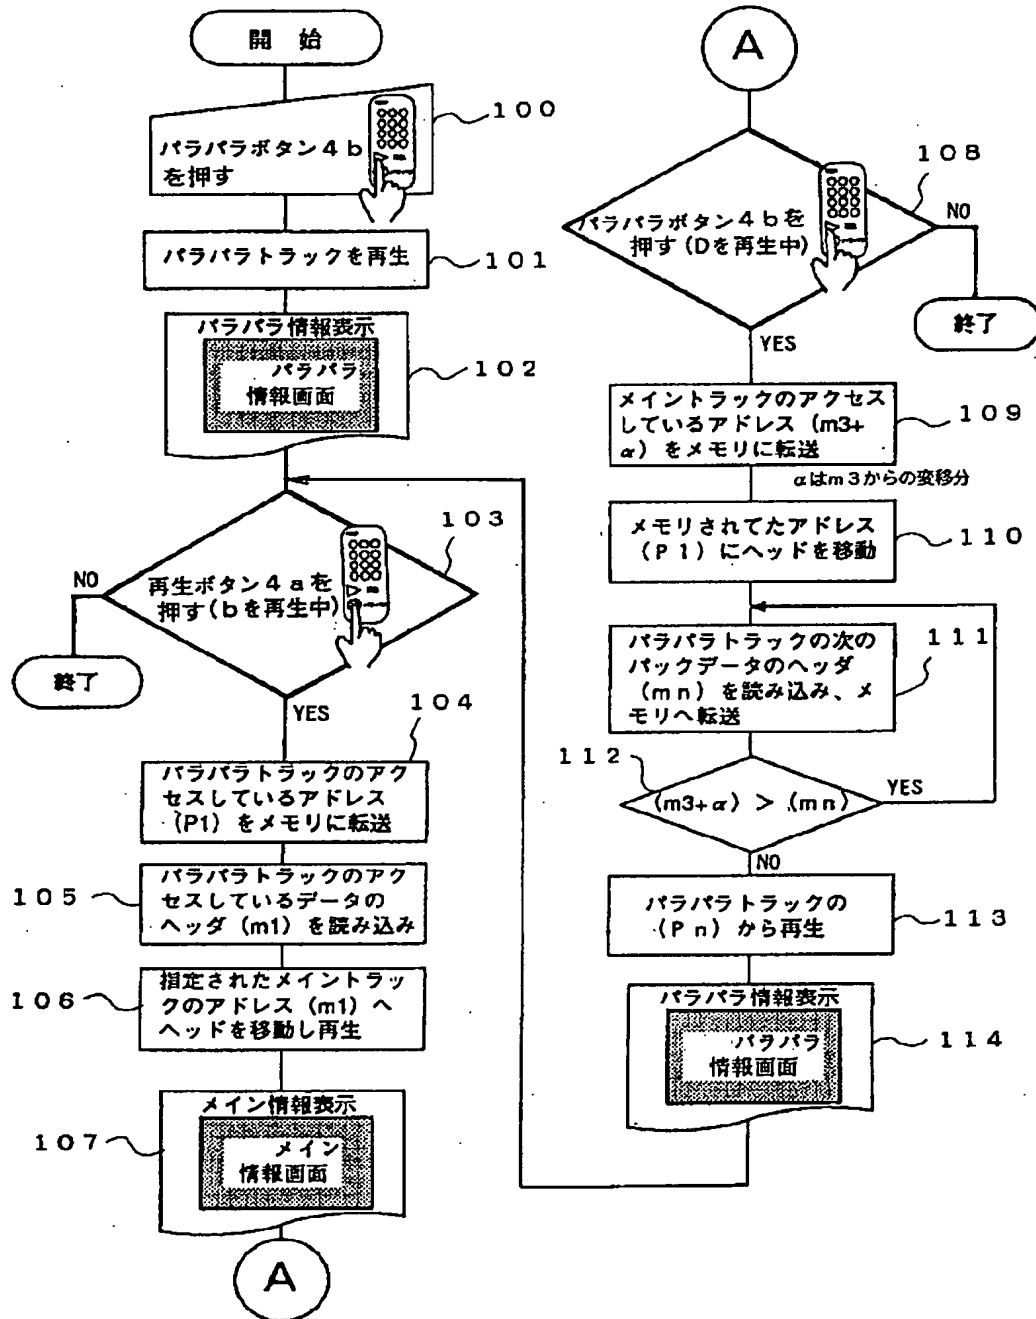 開 始
100
パラパラボタン4b
を押す
パラパラトラックを再生
101
パラパラ情報表示
パラパラ
情報画面
102
103
NO
再生ボタン4aを
押す(bを再生中)
終了
YES
104
パラパラトラックのアク
セスしているアドレス
(P1)をメモリに転送
105
パラパラトラックのアク
セスしているデータの
ヘッダ(m1)を読み込み
106
指定されたメイントラッ
クのアドレス(m1)へ
ヘッドを移動し再生
メイン情報表示
107
メイン
情報画面
A
A
108
NO
パラパラボタン4bを
押す(Dを再生中)
終了
YES
メイントラックのアクセス
しているアドレス(m3+
α)をメモリに転送
109
αはm3からの変移分
メモリされてたアドレス
(P1)にヘッドを移動
110
パラパラトラックの次の
パックデータのヘッダ
(mn)を読み込み、メ
モリへ転送
111
112
(m3+α)>(mn)
YES
NO
パラパラトラックの
(Pn)から再生
113
パラパラ情報表示
パラパラ
情報画面
114